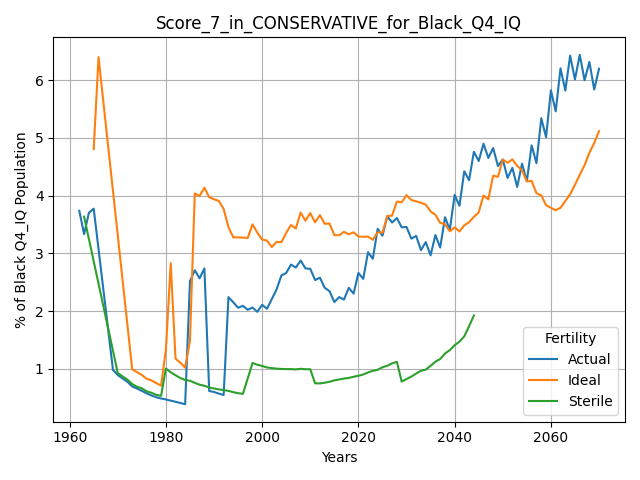 Score_7_in_CONSERVATIVE_for_Black_Q4_IQ
% of Black Q4_IQ Population
6
5
4
3
2
1
1960 1980 2000 2020 2040 2060
Years
Fertility
Actual
Ideal
Sterile